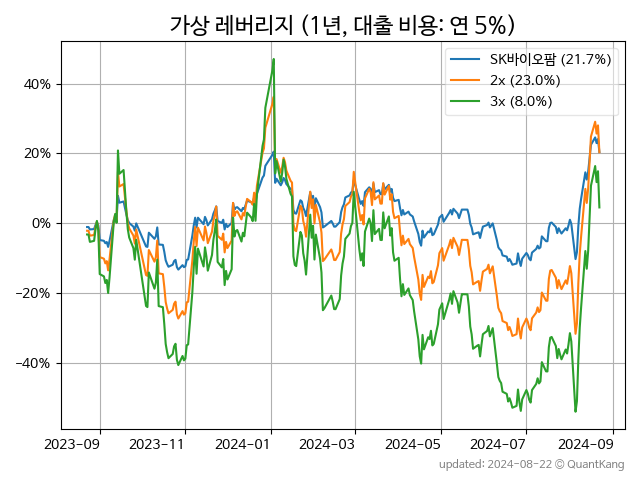 가상 레버리지 (1년, 대출 비용: 연 5%)
SK바이오팜 (21.7%)
2x (23.0%)
3x (8.0%)
40%
20%
0%
−20%
−40%
2023-09 2023-11 2024-01 2024-03 2024-05 2024-07 2024-09
updated: 2024-08-22 © QuantKang